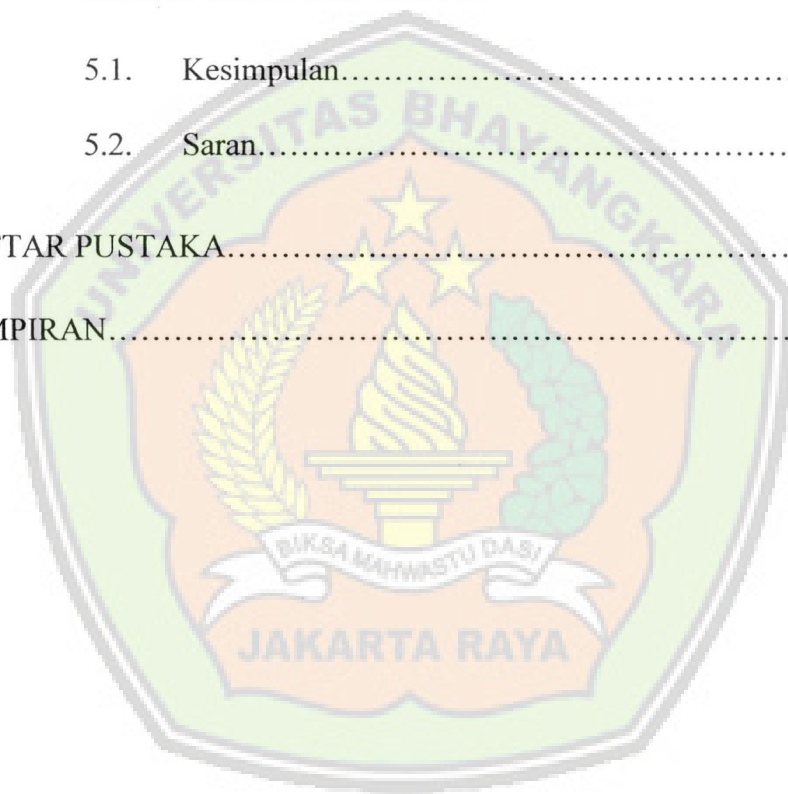 5.1. Kesimpulan................................................
5.2. Saran................................................
TAR PUSTAKA................................................
MPIRAN................................................
UNIVERSITAS BHAYANGKARA
BIKSA MAHWASTU DASI
JAKARTA RAYA